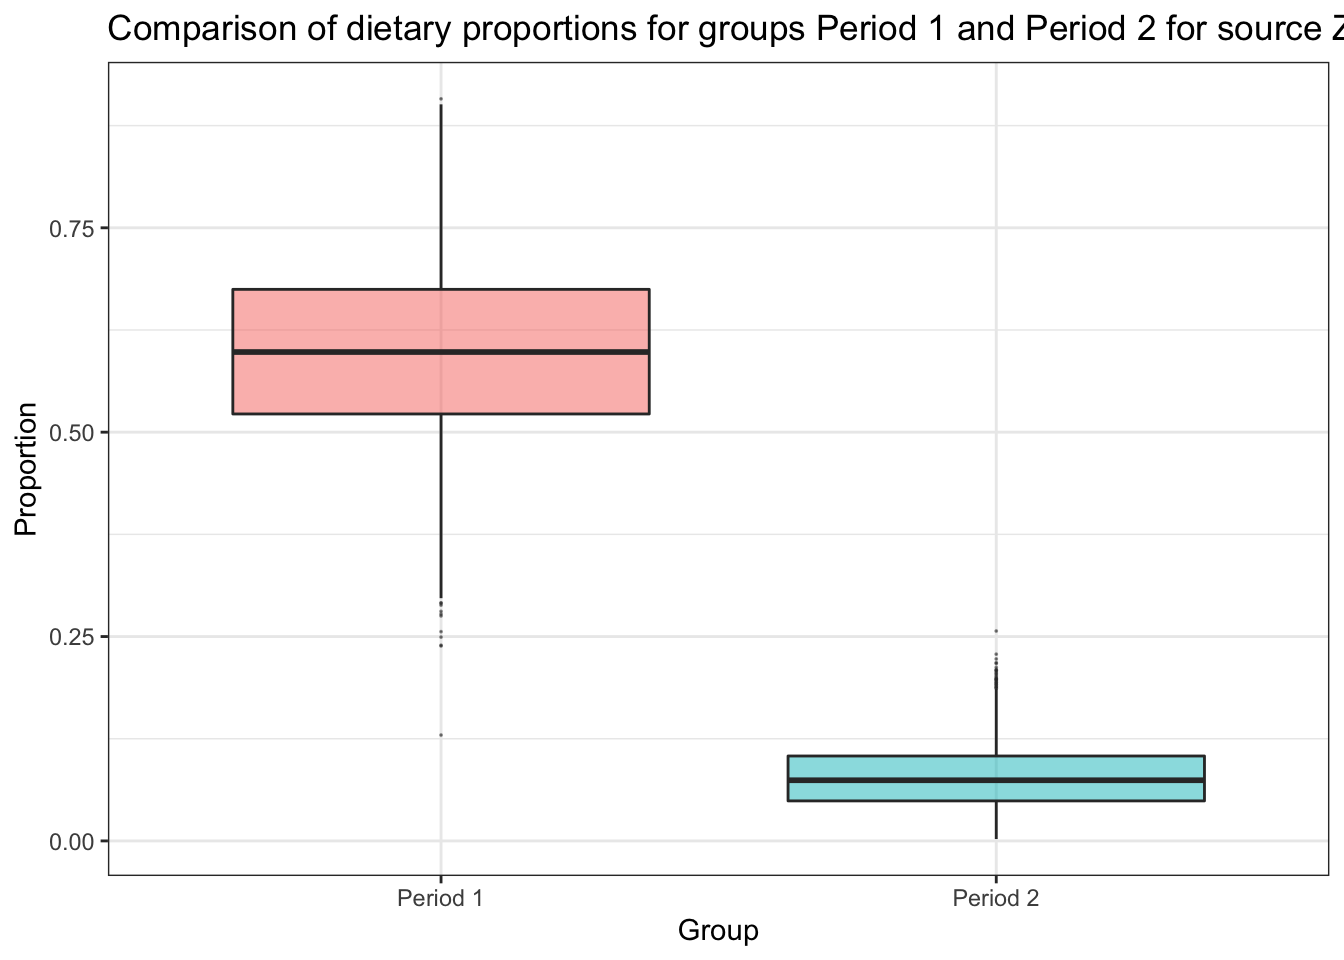 Comparison of dietary proportions for groups Period 1 and Period 2 for source Z
0.75
0.50
0.25
0.00
Proportion
Period 1 Period 2
Group